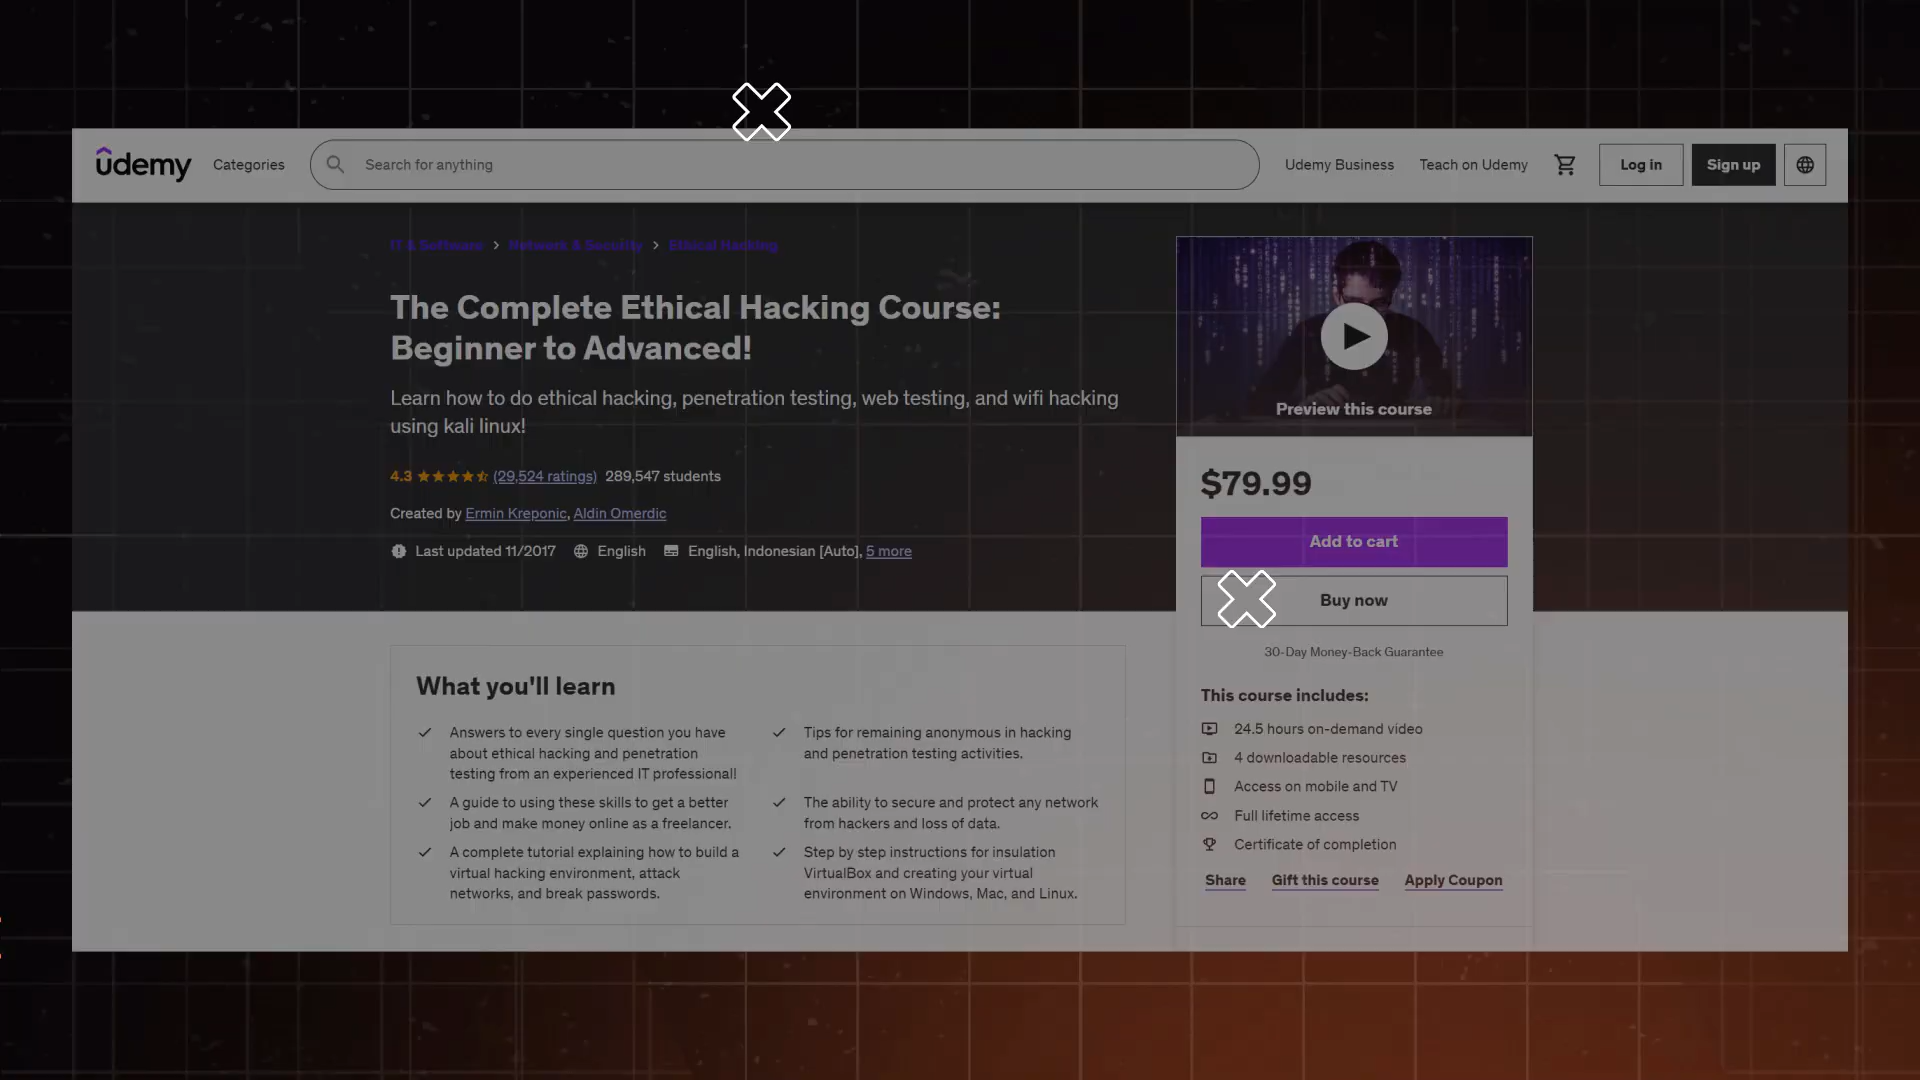 udemy
Categories
Search for anything
Udemy Business
Teach on Udemy
Log in
Sign up
IT & Software > Network & Security > Ethical Hacking
The Complete Ethical Hacking Course:
Beginner to Advanced!
Learn how to do ethical hacking, penetration testing, web testing, and wifi hacking
using kali linux!
4.3 (29,524 ratings) 289,547 students
Created by Ermin Kreponic, Aldin Omerdic
Last updated 11/2017 English English, Indonesian [Auto], 5 more
Preview this course
$79.99
Add to cart
Buy now
30-Day Money-Back Guarantee
This course includes:
24.5 hours on-demand video
4 downloadable resources
Access on mobile and TV
Full lifetime access
Certificate of completion
Share Gift this course Apply Coupon
What you'll learn
Answers to every single question you have
about ethical hacking and penetration
testing from an experienced IT professional!
A guide to using these skills to get a better
job and make money online as a freelancer.
A complete tutorial explaining how to build a
virtual hacking environment, attack
networks, and break passwords.
Tips for remaining anonymous in hacking
and penetration testing activities.
The ability to secure and protect any network
from hackers and loss of data.
Step by step instructions for insulation
VirtualBox and creating your virtual
environment on Windows, Mac, and Linux.